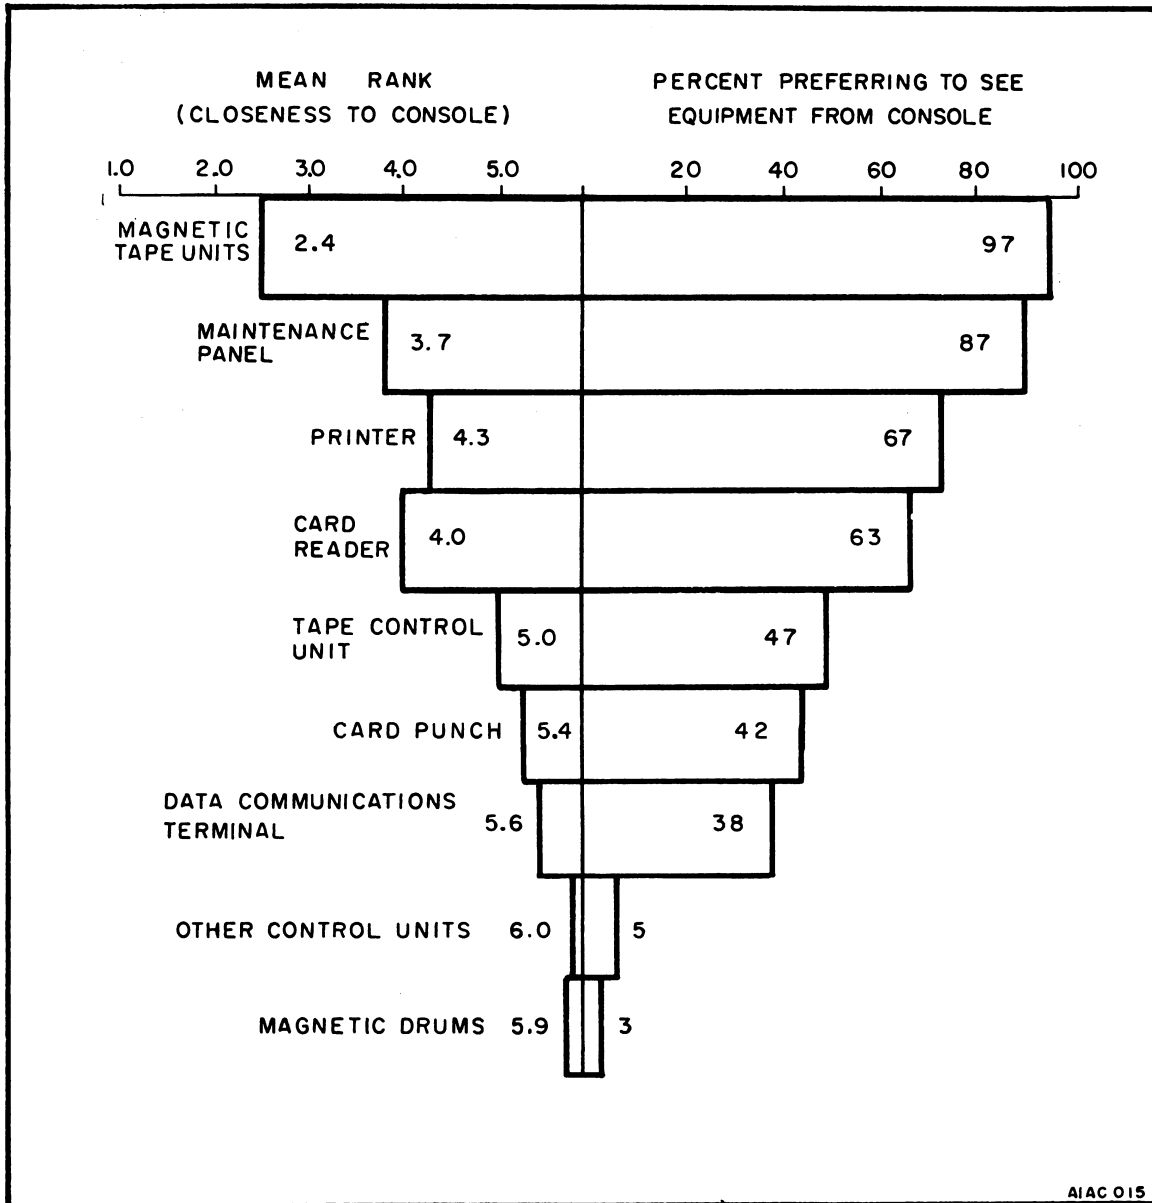 MEAN RANK
(CLOSENESS TO CONSOLE)
PERCENT PREFERRING TO SEE
EQUIPMENT FROM CONSOLE
1.0 2.0 3.0 4.0 5.0 20 40 60 80 100
MAGNETIC
TAPE UNITS
2.4 97
MAINTENANCE
PANEL
3.7 87
PRINTER 4.3 67
CARD
READER
4.0 63
TAPE CONTROL
UNIT
5.0 47
CARD PUNCH 5.4 42
DATA COMMUNICATIONS
TERMINAL
5.6 38
OTHER CONTROL UNITS 6.0 5
MAGNETIC DRUMS 5.9 3
AIAC 015